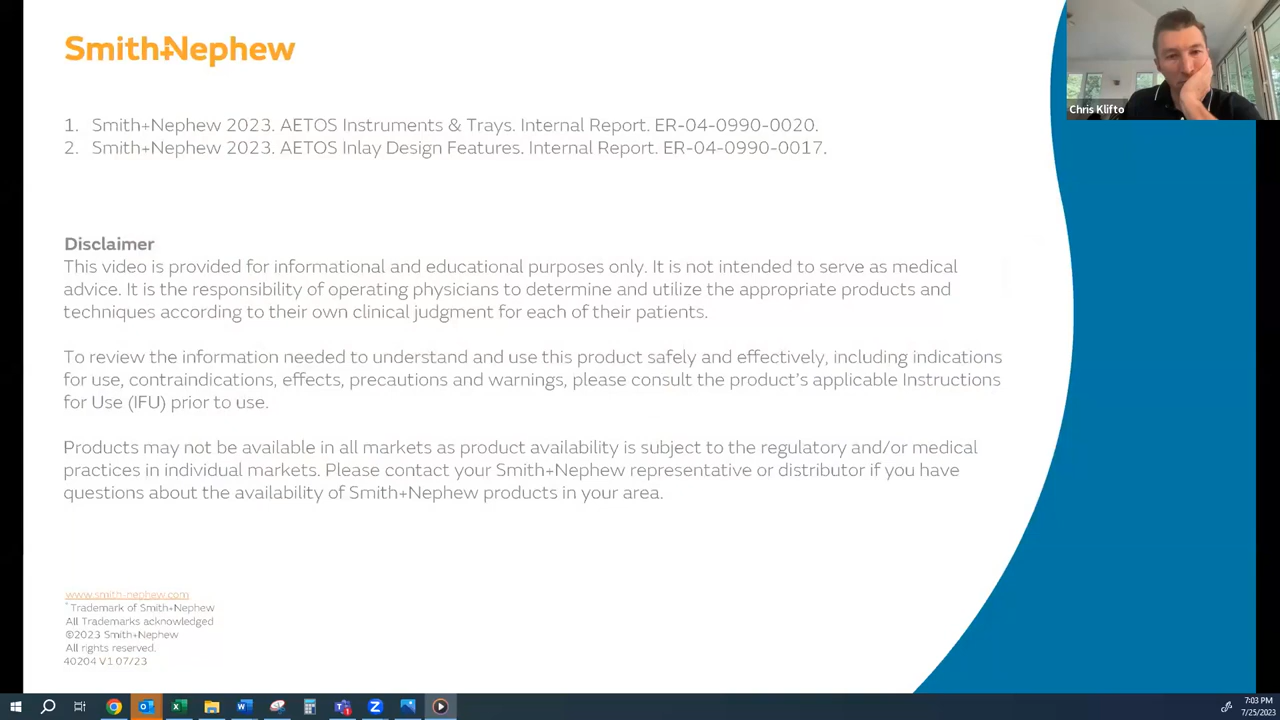 Smith+Nephew
Chris Klifto
1. Smith+Nephew 2023. AETOS Instruments & Trays. Internal Report. ER-04-0990-0020.
2. Smith+Nephew 2023. AETOS Inlay Design Features. Internal Report. ER-04-0990-0017.
Disclaimer
This video is provided for informational and educational purposes only. It is not intended to serve as medical
advice. It is the responsibility of operating physicians to determine and utilize the appropriate products and
techniques according to their own clinical judgment for each of their patients.
To review the information needed to understand and use this product safely and effectively, including indications
for use, contraindications, effects, precautions and warnings, please consult the product's applicable Instructions
for Use (IFU) prior to use.
Products may not be available in all markets as product availability is subject to the regulatory and/or medical
practices in individual markets. Please contact your Smith+Nephew representative or distributor if you have
questions about the availability of Smith+Nephew products in your area.
www.smith-nephew.com
*Trademark of Smith+Nephew
All Trademarks acknowledged
©2023 Smith+Nephew
All rights reserved.
40204 V1 07/23
7:03 PM
7/25/2023